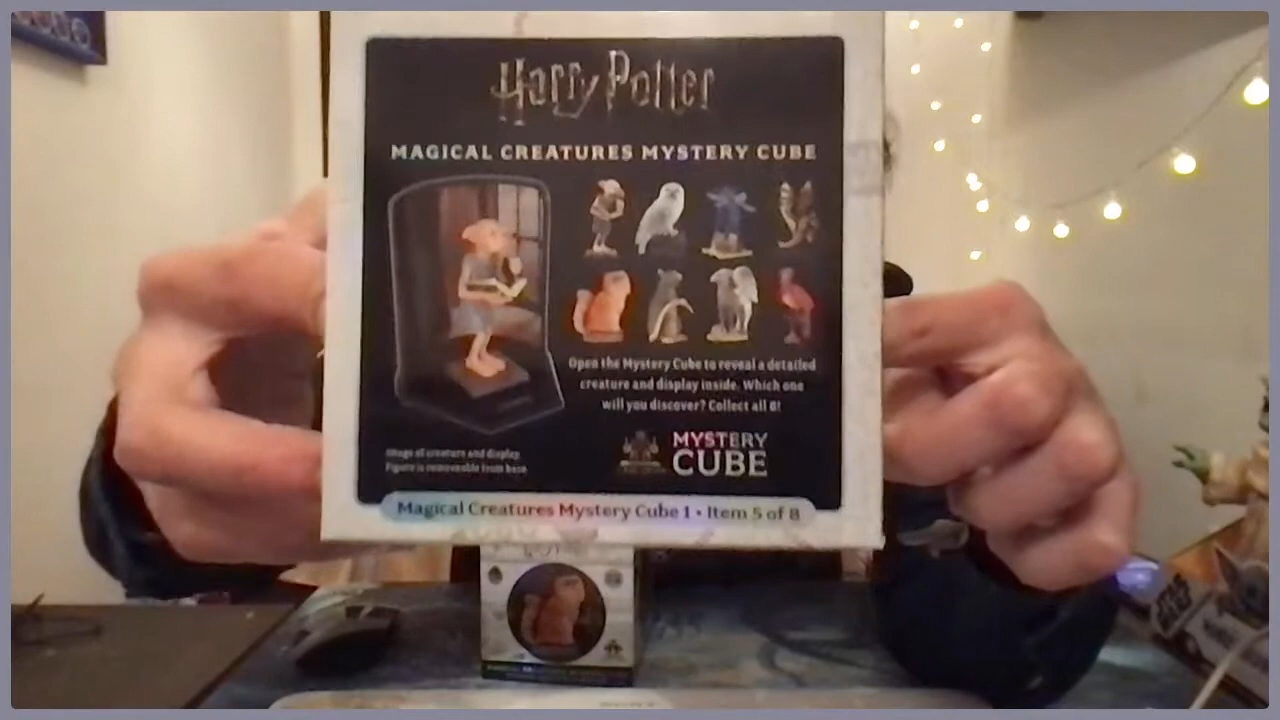 Harry Potter
MAGICAL CREATURES MYSTERY CUBE
Open the Mystery Cube to reveal a detailed
creature and display inside. Which one
will you discover? Collect all 8!
Image of creature and display.
Figure is removeable from base.
MYSTERY
CUBE
Magical Creatures Mystery Cube 1 • Item 5 of 8